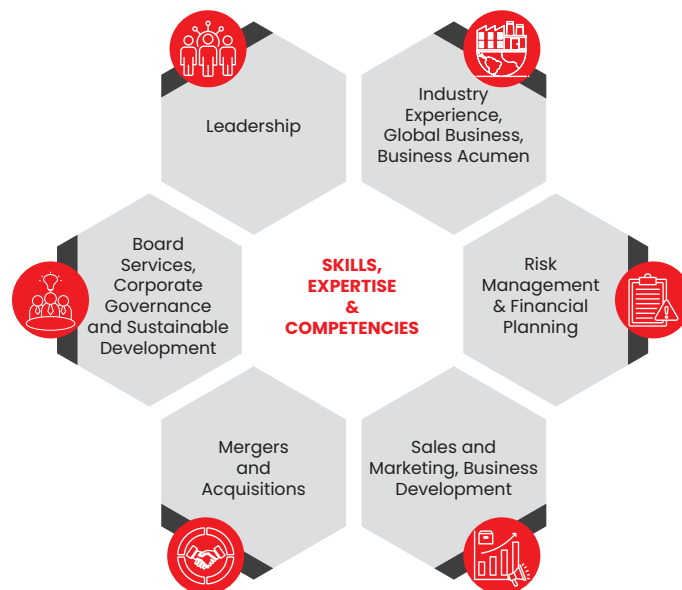 Leadership
Industry
Experience,
Global Business,
Business Acumen
Board
Services,
Corporate
Governance
and Sustainable
Development
SKILLS,
EXPERTISE
&
COMPETENCIES
Risk
Management
& Financial
Planning
Mergers
and
Acquisitions
Sales and
Marketing, Business
Development